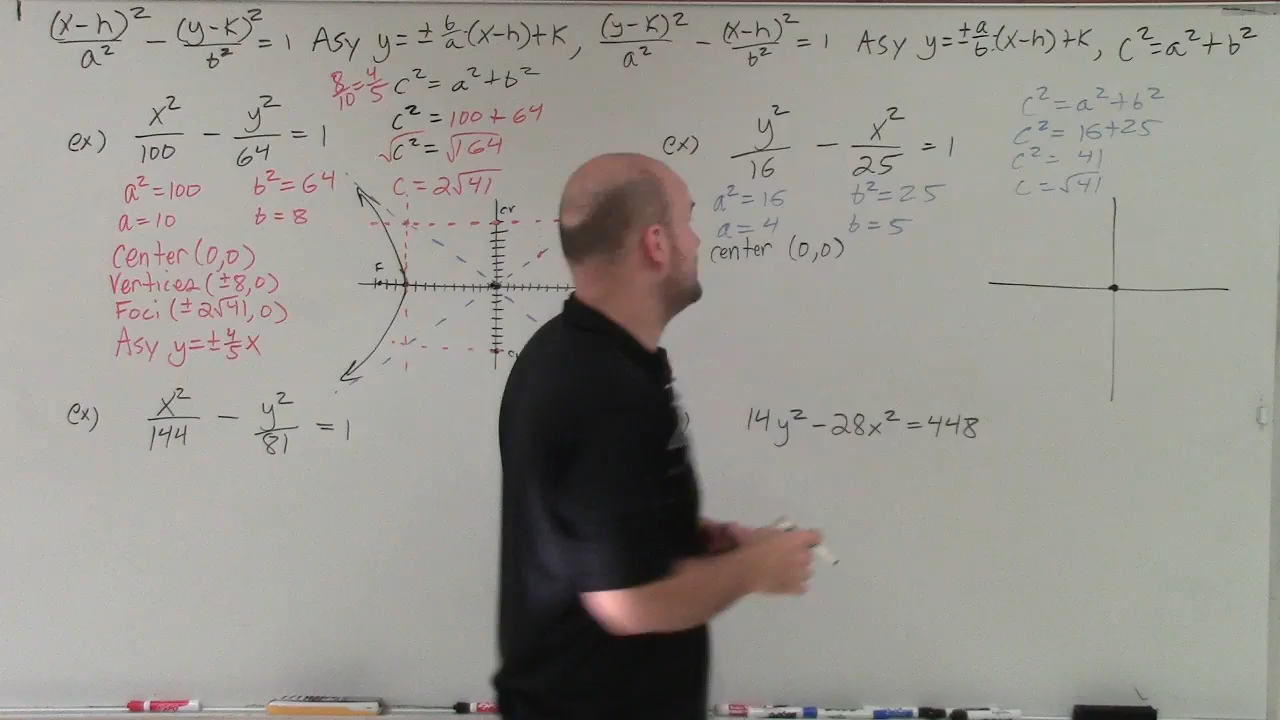 (x-h)²/a² - (y-k)²/b² = 1 Asy y = ± b/a (x-h)+k, (y-k)²/a² - (x-h)²/b² = 1 Asy y = ± a/b (x-h)+k, c² = a² + b²
8/10 = 4/5 c² = a² + b²
c² = 100 + 64
√c² = √164
c = 2√41
ex) x²/100 - y²/64 = 1
a² = 100 b² = 64
a = 10 b = 8
Center (0,0)
Vertices (±8,0)
Foci (±2√41, 0)
Asy y = ± 4/5 x
CV
F
ex) y²/16 - x²/25 = 1
a² = 16 b² = 25
a = 4 b = 5
center (0,0)
c² = a² + b²
c² = 16 + 25
c² = 41
c = √41
ex) x²/144 - y²/81 = 1
14y² - 28x² = 448